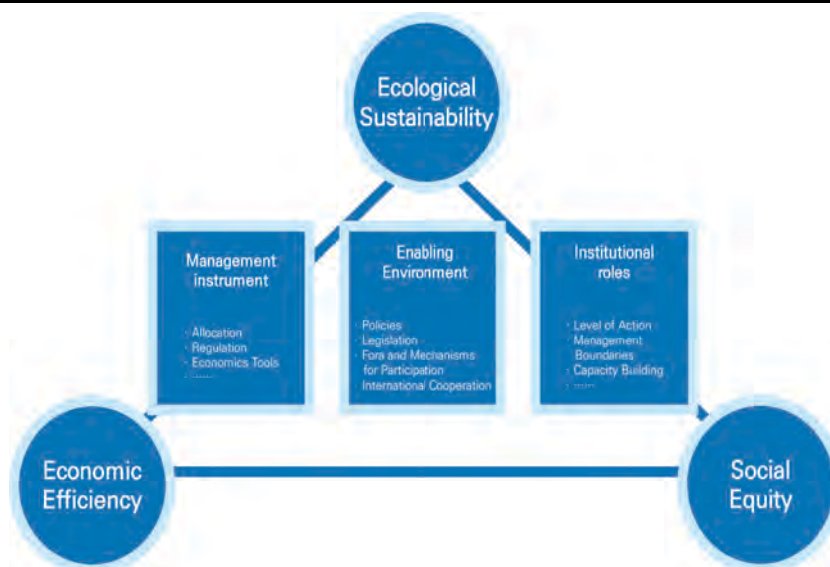 Ecological
Sustainability
Management
instrument
· Allocation
· Regulation
· Economics Tools
· ......
Enabling
Environment
· Policies
· Legislation
· Fora and Mechanisms
for Participation
· International Cooperation
Institutional
roles
· Level of Action
· Management
Boundaries
· Capacity Building
· ......
Economic
Efficiency
Social
Equity